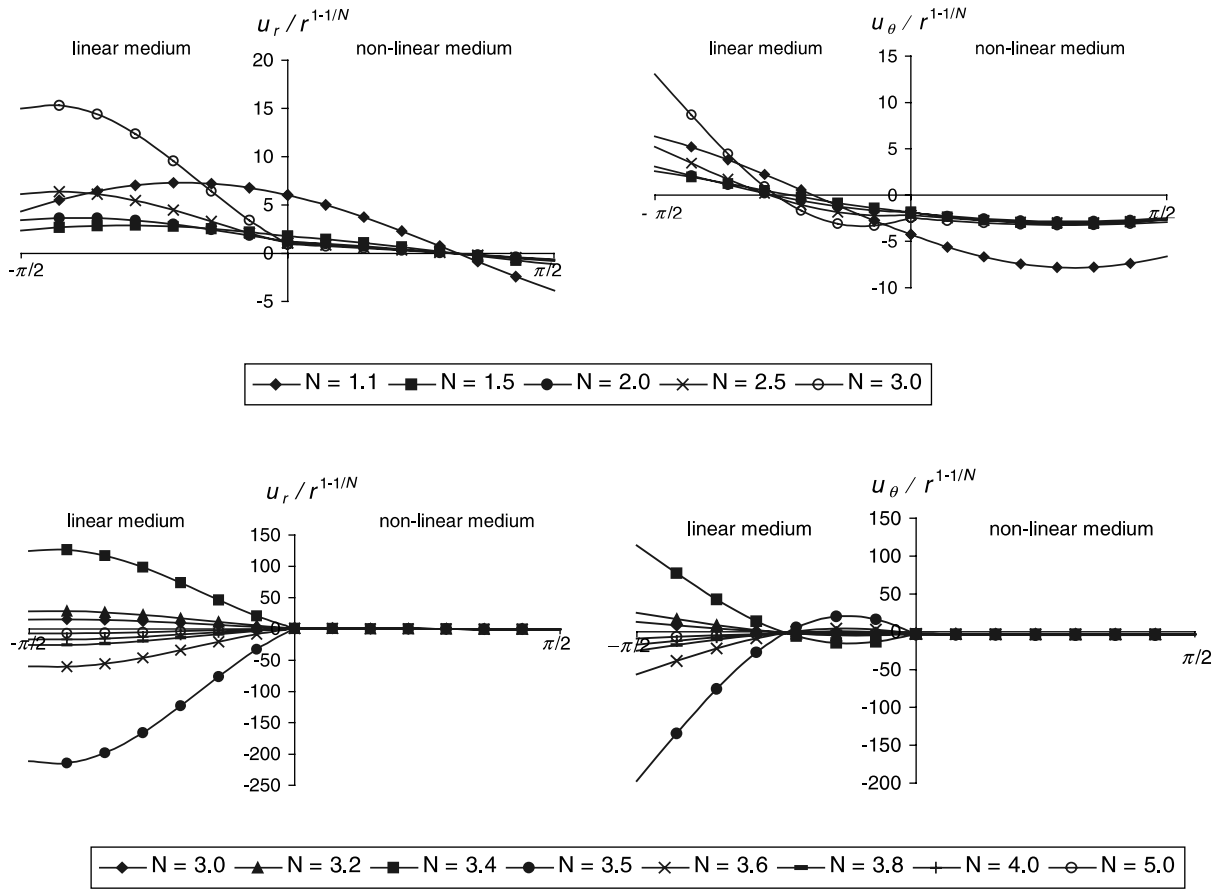 u_r / r^{1-1/N}
linear medium
non-linear medium
20
15
10
5
0
-5
-π/2
π/2
u_θ / r^{1-1/N}
linear medium
non-linear medium
15
10
5
0
-5
-10
- π/2
π/2
N = 1.1 N = 1.5 N = 2.0 N = 2.5 N = 3.0
u_r / r^{1-1/N}
linear medium
non-linear medium
150
100
50
0
-50
-100
-150
-200
-250
-π/2
π/2
u_θ / r^{1-1/N}
linear medium
non-linear medium
150
100
50
0
-50
-100
-150
-200
−π/2
π/2
N = 3.0 N = 3.2 N = 3.4 N = 3.5 N = 3.6 N = 3.8 N = 4.0 N = 5.0